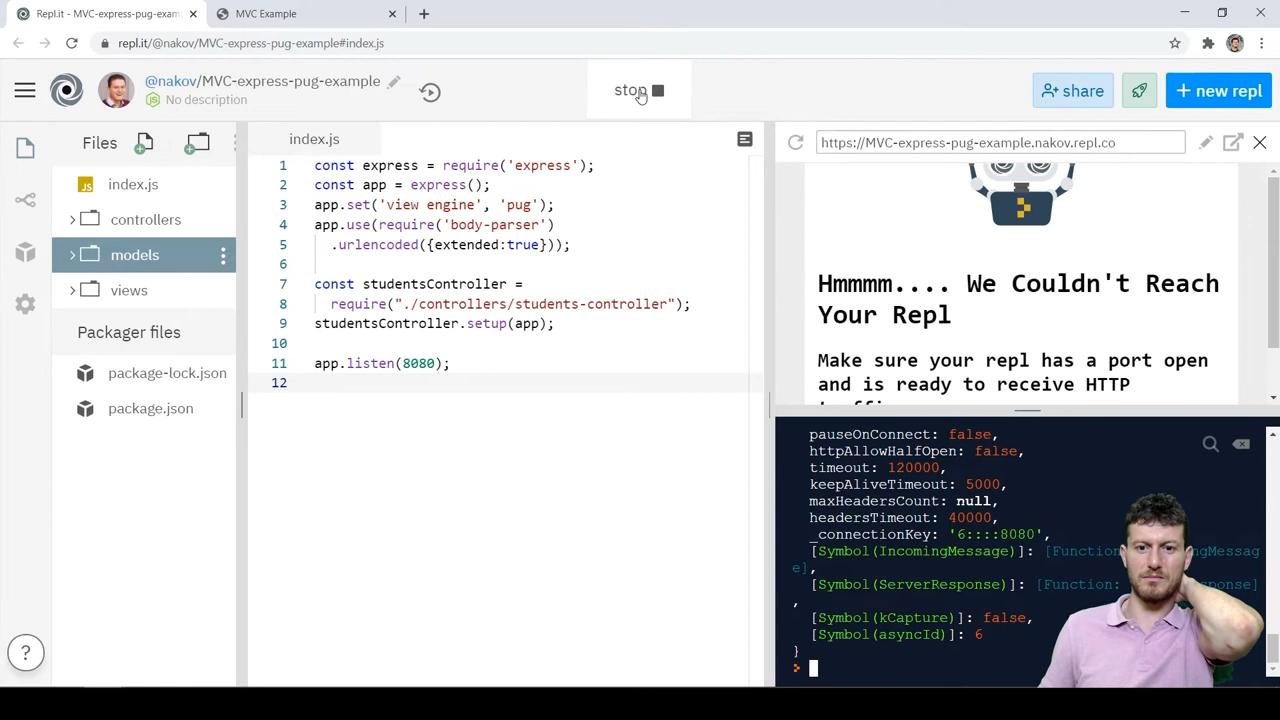 Repl.it - MVC-express-pug-exam
MVC Example
repl.it/@nakov/MVC-express-pug-example#index.js
@nakov/MVC-express-pug-example
No description
stop
share
+ new repl
Files
index.js
controllers
models
views
Packager files
package-lock.json
package.json
index.js
1 const express = require('express');
2 const app = express();
3 app.set('view engine', 'pug');
4 app.use(require('body-parser')
5 .urlencoded({extended:true}));
6
7 const studentsController =
8 require("./controllers/students-controller");
9 studentsController.setup(app);
10
11 app.listen(8080);
12
https://MVC-express-pug-example.nakov.repl.co
Hmmmm.... We Couldn't Reach
Your Repl
Make sure your repl has a port open
and is ready to receive HTTP
pauseOnConnect: false,
httpAllowHalfOpen: false,
timeout: 120000,
keepAliveTimeout: 5000,
maxHeadersCount: null,
headersTimeout: 40000,
_connectionKey: '6::::8080',
[Symbol(IncomingMessage)]: [Function
e],
[Symbol(ServerResponse)]: [Function:
,
[Symbol(kCapture)]: false,
[Symbol(asyncId)]: 6
}
>
?